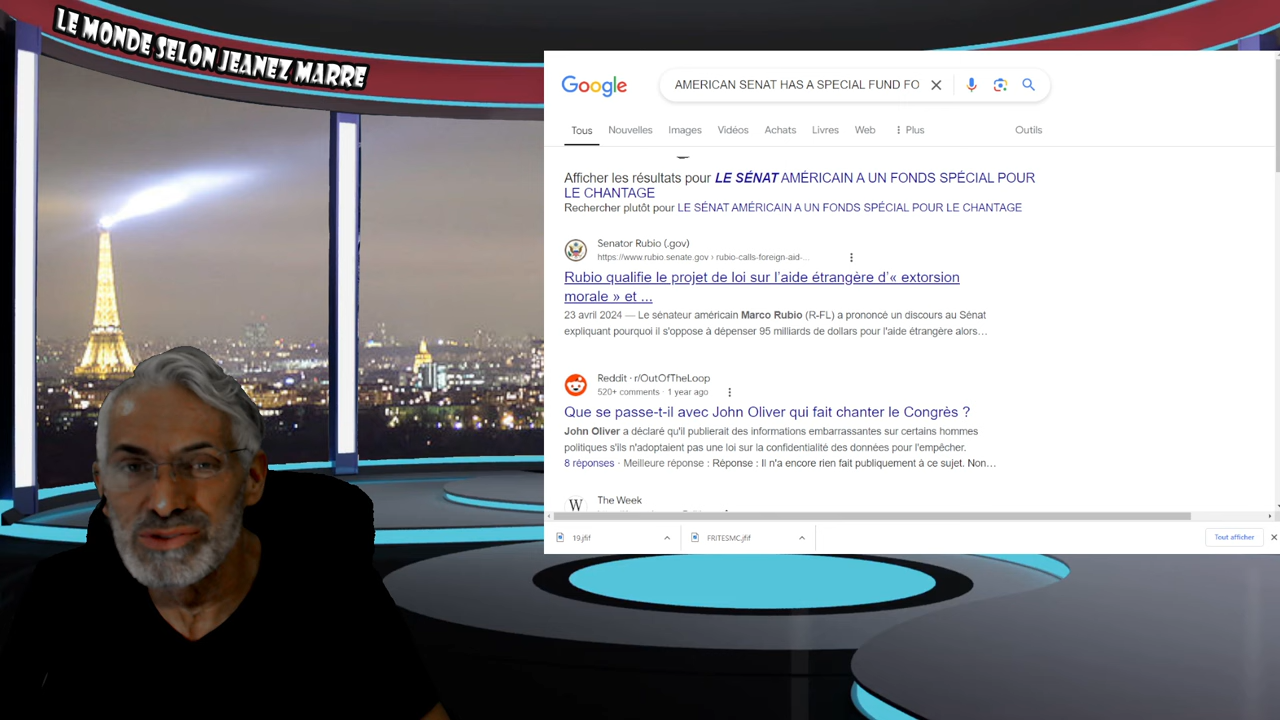 LE MONDE SELON JEANEZ MARRE
Google
AMERICAN SENAT HAS A SPECIAL FUND FO
Tous
Nouvelles
Images
Vidéos
Achats
Livres
Web
Plus
Outils
Afficher les résultats pour LE SÉNAT AMÉRICAIN A UN FONDS SPÉCIAL POUR
LE CHANTAGE
Rechercher plutôt pour LE SÉNAT AMÉRICAIN A UN FONDS SPÉCIAL POUR LE CHANTAGE
Senator Rubio (.gov)
https://www.rubio.senate.gov › rubio-calls-foreign-aid-...
Rubio qualifie le projet de loi sur l'aide étrangère d'« extorsion
morale » et ...
23 avril 2024 — Le sénateur américain Marco Rubio (R-FL) a prononcé un discours au Sénat
expliquant pourquoi il s'oppose à dépenser 95 milliards de dollars pour l'aide étrangère alors...
Reddit · r/OutOfTheLoop
520+ comments · 1 year ago
Que se passe-t-il avec John Oliver qui fait chanter le Congrès ?
John Oliver a déclaré qu'il publierait des informations embarrassantes sur certains hommes
politiques s'ils n'adoptaient pas une loi sur la confidentialité des données pour l'empêcher.
8 réponses · Meilleure réponse : Réponse : Il n'a encore rien fait publiquement à ce sujet. Non...
W
The Week
19.jfif
FRITESMC.jfif
Tout afficher